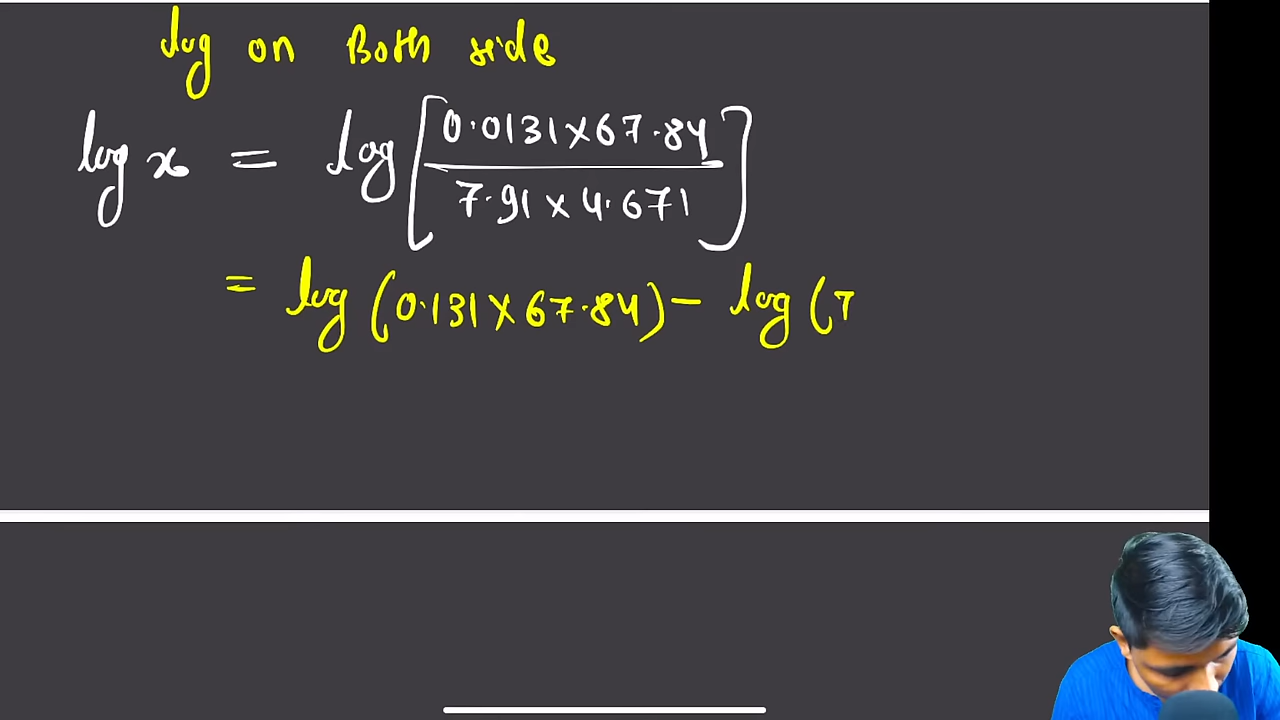 log on Both side
log x = log [ 0.0131 × 67.84 / 7.91 × 4.671 ]
= log (0.131 × 67.84) – log (7